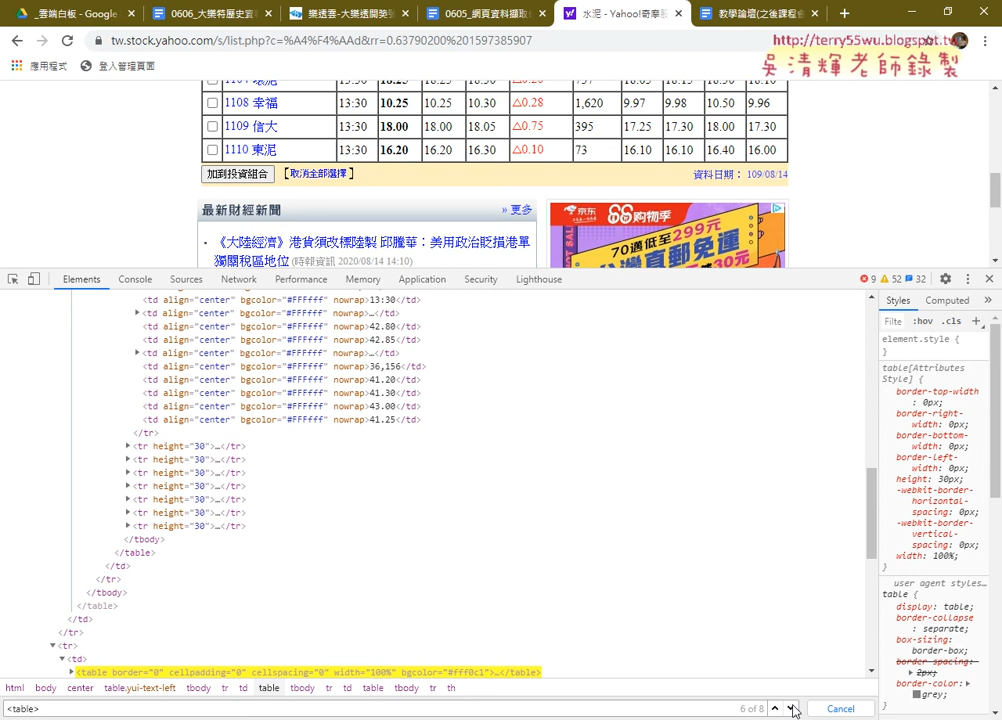 _雲端白板 - Google
0606_大樂特歷史資
樂透雲-大樂透開獎號
0605_網頁資料擷取
水泥 - Yahoo!奇摩股
教學論壇(之後課程會
tw.stock.yahoo.com/s/list.php?c=%A4%F4%AAd&rr=0.63790200%201597385907
http://terry55wu.blogspot.tw
吳清輝老師錄製
應用程式
登入管理頁面
1108 幸福 13:30 10.25 10.25 10.30 △0.28 1,620 9.97 9.98 10.50 9.96
1109 信大 13:30 18.00 18.00 18.05 △0.75 395 17.25 17.30 18.00 17.30
1110 東泥 13:30 16.20 16.20 16.30 △0.10 73 16.10 16.10 16.40 16.00
加到投資組合 【取消全部選擇】 資料日期： 109/08/14
最新財經新聞 » 更多
‧ 《大陸經濟》港貨須改標陸製 邱騰華：美用政治貶損港單
獨關稅區地位 (時報資訊 2020/08/14 14:10)
京东 618购物季
70週低至299元
台灣直郵免運
Elements Console Sources Network Performance Memory Application Security Lighthouse 9 52 32
<td align="center" bgcolor="#FFFfff" nowrap>13:30</td>
<td align="center" bgcolor="#FFFfff" nowrap>…</td>
<td align="center" bgcolor="#FFFfff" nowrap>42.80</td>
<td align="center" bgcolor="#FFFfff" nowrap>42.85</td>
<td align="center" bgcolor="#FFFfff" nowrap>…</td>
<td align="center" bgcolor="#FFFfff" nowrap>36,156</td>
<td align="center" bgcolor="#FFFfff" nowrap>41.20</td>
<td align="center" bgcolor="#FFFfff" nowrap>41.30</td>
<td align="center" bgcolor="#FFFfff" nowrap>43.00</td>
<td align="center" bgcolor="#FFFfff" nowrap>41.25</td>
</tr>
<tr height="30">…</tr>
<tr height="30">…</tr>
<tr height="30">…</tr>
<tr height="30">…</tr>
<tr height="30">…</tr>
<tr height="30">…</tr>
<tr height="30">…</tr>
</tbody>
</table>
</td>
</tr>
</tbody>
</table>
</td>
</tr>
<tr>
<td>
<table border="0" cellpadding="0" cellspacing="0" width="100%" bgcolor="#fff0c1">…</table>
html body center table.yui-text-left tbody tr td table tbody tr td table tbody tr th
<table> 6 of 8 Cancel
Styles Computed »
Filte :hov .cls +
element.style {
}
table[Attributes
Style] {
border-top-width
: 0px;
border-right-
width: 0px;
border-bottom-
width: 0px;
border-left-
width: 0px;
height: 30px;
-webkit-border-
horizontal-
spacing: 0px;
-webkit-border-
vertical-
spacing: 0px;
width: 100%;
}
user agent styles…
table {
display: table;
border-collapse
: separate;
box-sizing:
border-box;
border-spacing:
2px;
border-color:
grey;
}